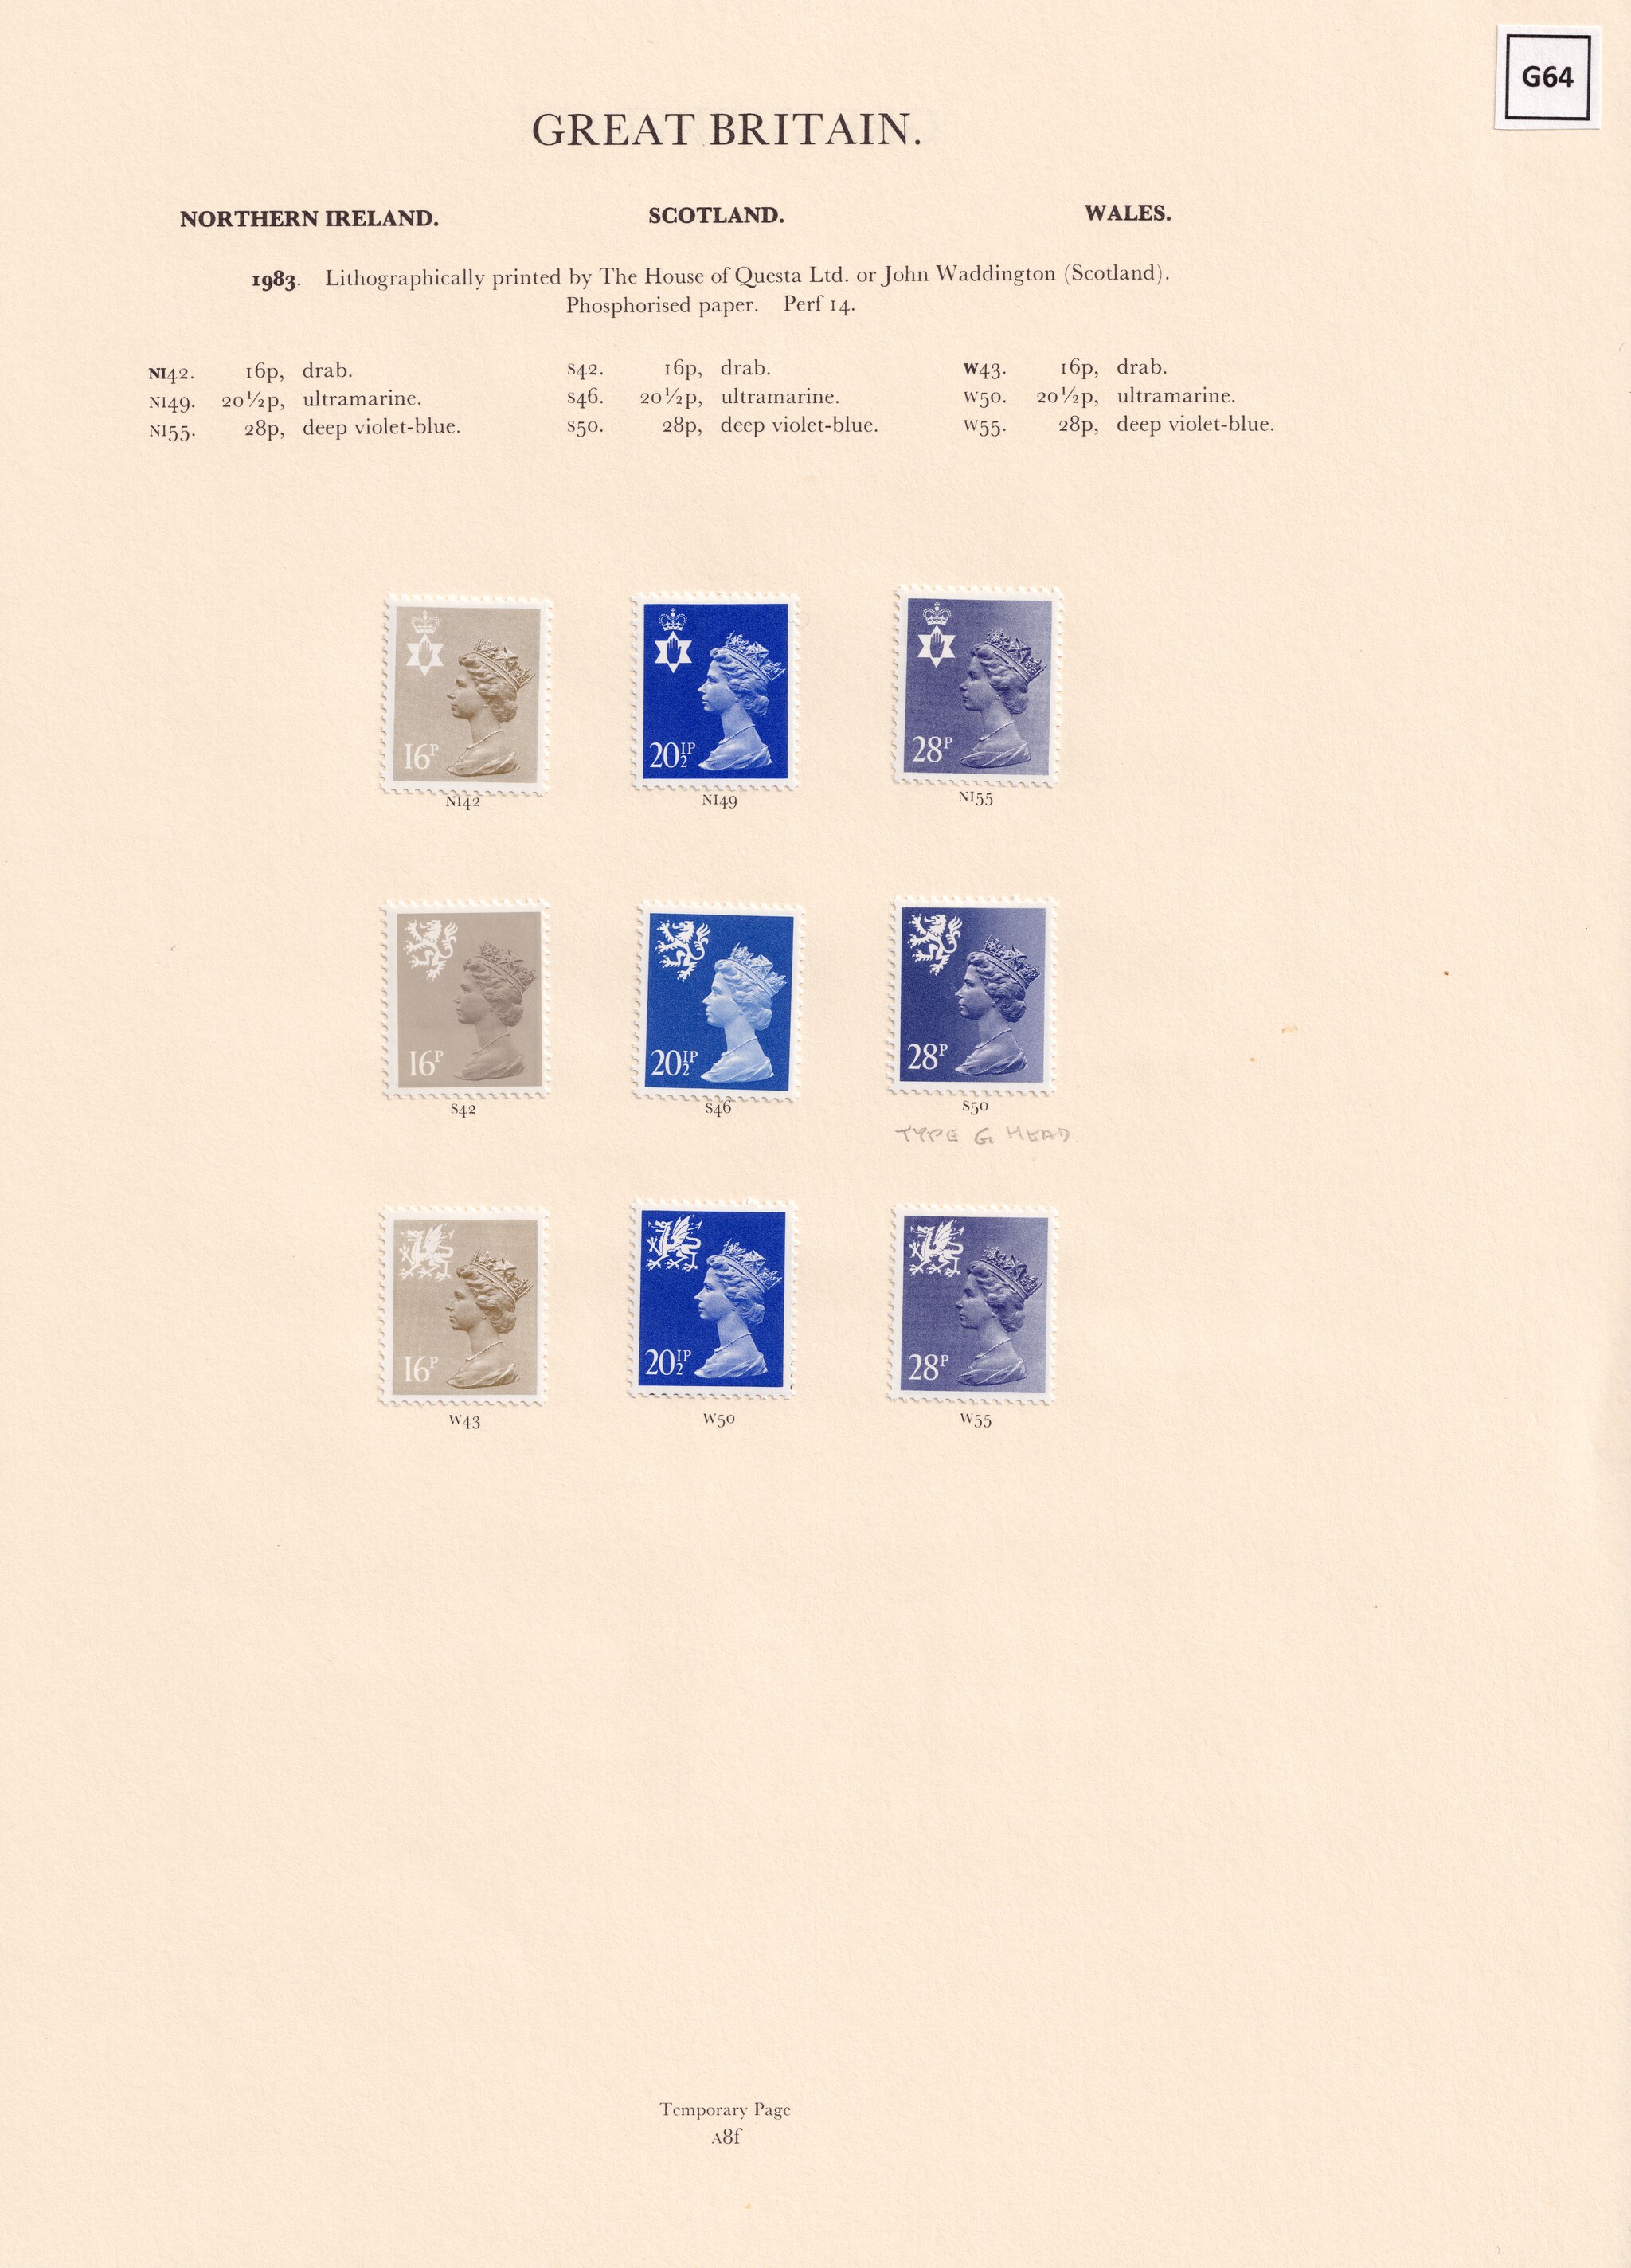 G64
GREAT BRITAIN.
NORTHERN IRELAND. SCOTLAND. WALES.
1983. Lithographically printed by The House of Questa Ltd. or John Waddington (Scotland).
Phosphorised paper. Perf 14.
NI42. 16p, drab. S42. 16p, drab. W43. 16p, drab.
NI49. 20½p, ultramarine. S46. 20½p, ultramarine. W50. 20½p, ultramarine.
NI55. 28p, deep violet-blue. S50. 28p, deep violet-blue. W55. 28p, deep violet-blue.
16P 20½P 28P
NI42 NI49 NI55
16P 20½P 28P
S42 S46 S50
TYPE G HEAD.
16P 20½P 28P
W43 W50 W55
Temporary Page
A8f